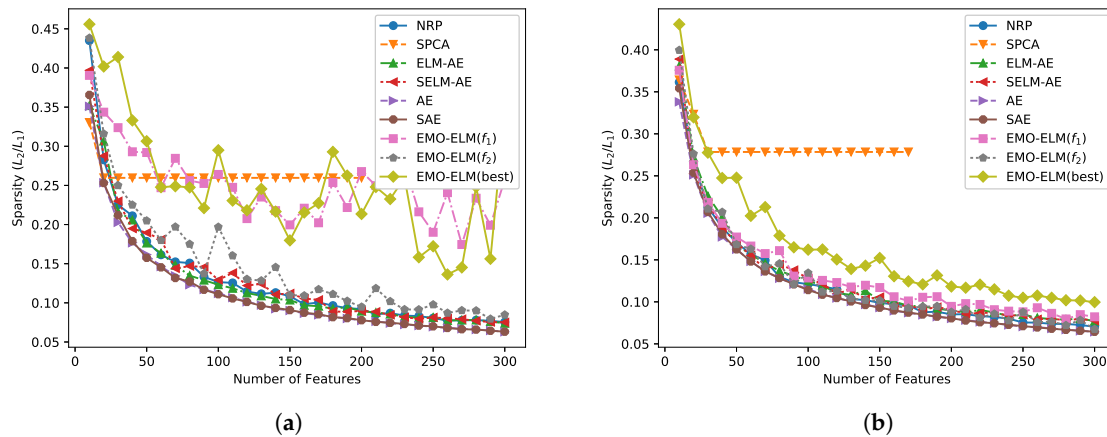 0.45
0.40
0.35
0.30
0.25
0.20
0.15
0.10
0.05
Sparsity (L₂/L₁)
0 50 100 150 200 250 300
Number of Features
NRP
SPCA
ELM-AE
SELM-AE
AE
SAE
EMO-ELM(f₁)
EMO-ELM(f₂)
EMO-ELM(best)
(a)
0.40
0.35
0.30
0.25
0.20
0.15
0.10
0.05
Sparsity (L₂/L₁)
0 50 100 150 200 250 300
Number of Features
NRP
SPCA
ELM-AE
SELM-AE
AE
SAE
EMO-ELM(f₁)
EMO-ELM(f₂)
EMO-ELM(best)
(b)